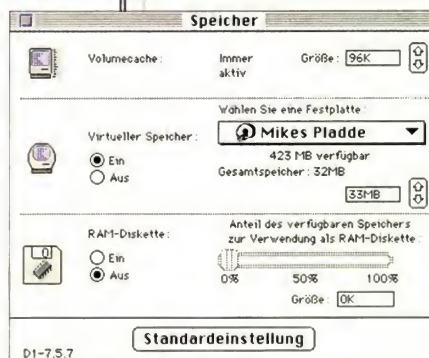 Speicher
Volumecache:
Immer
aktiv
Größe: 96K
Wählen Sie eine Festplatte:
Virtueller Speicher:
Mikes Pladde
Ein
Aus
423 MB verfügbar
Gesamtspeicher: 32MB
33MB
RAM-Diskette:
Ein
Aus
Anteil des verfügbaren Speichers
zur Verwendung als RAM-Diskette:
0% 50% 100%
Größe: 0K
Standardeinstellung
D1-7.5.7